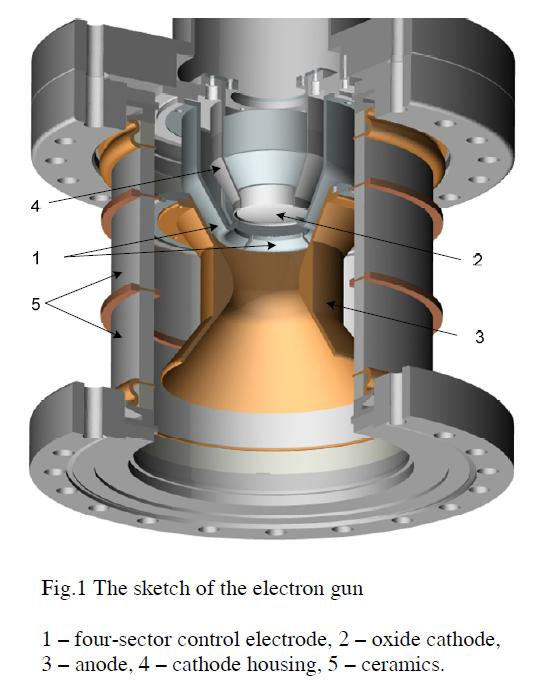 4
1
5
2
3
Fig.1 The sketch of the electron gun
1 – four-sector control electrode, 2 – oxide cathode,
3 – anode, 4 – cathode housing, 5 – ceramics.